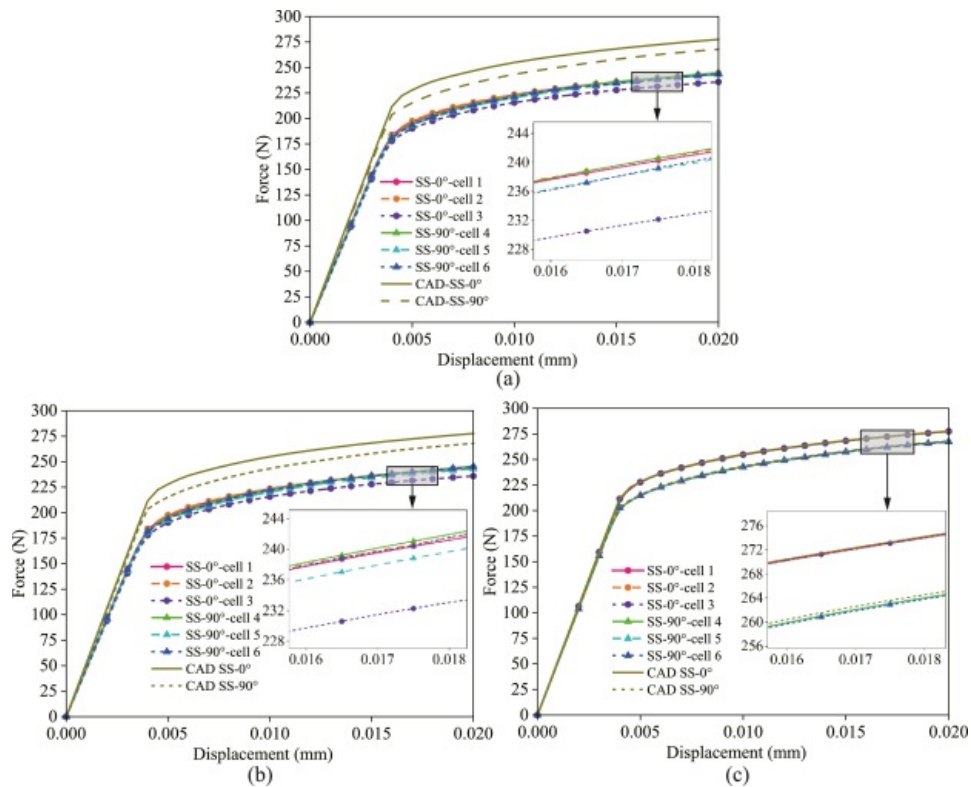 300
275
250
225
200
175
150
125
100
75
50
25
0
Force (N)
SS-0°-cell 1
SS-0°-cell 2
SS-0°-cell 3
SS-90°-cell 4
SS-90°-cell 5
SS-90°-cell 6
CAD-SS-0°
CAD-SS-90°
244
240
236
232
228
0.016 0.017 0.018
0.000 0.005 0.010 0.015 0.020
Displacement (mm)
(a)
300
275
250
225
200
175
150
125
100
75
50
25
0
Force (N)
SS-0°-cell 1
SS-0°-cell 2
SS-0°-cell 3
SS-90°-cell 4
SS-90°-cell 5
SS-90°-cell 6
CAD SS-0°
CAD SS-90°
244
240
236
232
228
0.016 0.017 0.018
0.000 0.005 0.010 0.015 0.020
Displacement (mm)
(b)
300
275
250
225
200
175
150
125
100
75
50
25
0
Force (N)
SS-0°-cell 1
SS-0°-cell 2
SS-0°-cell 3
SS-90°-cell 4
SS-90°-cell 5
SS-90°-cell 6
CAD SS-0°
CAD SS-90°
276
272
268
264
260
256
0.016 0.017 0.018
0.000 0.005 0.010 0.015 0.020
Displacement (mm)
(c)